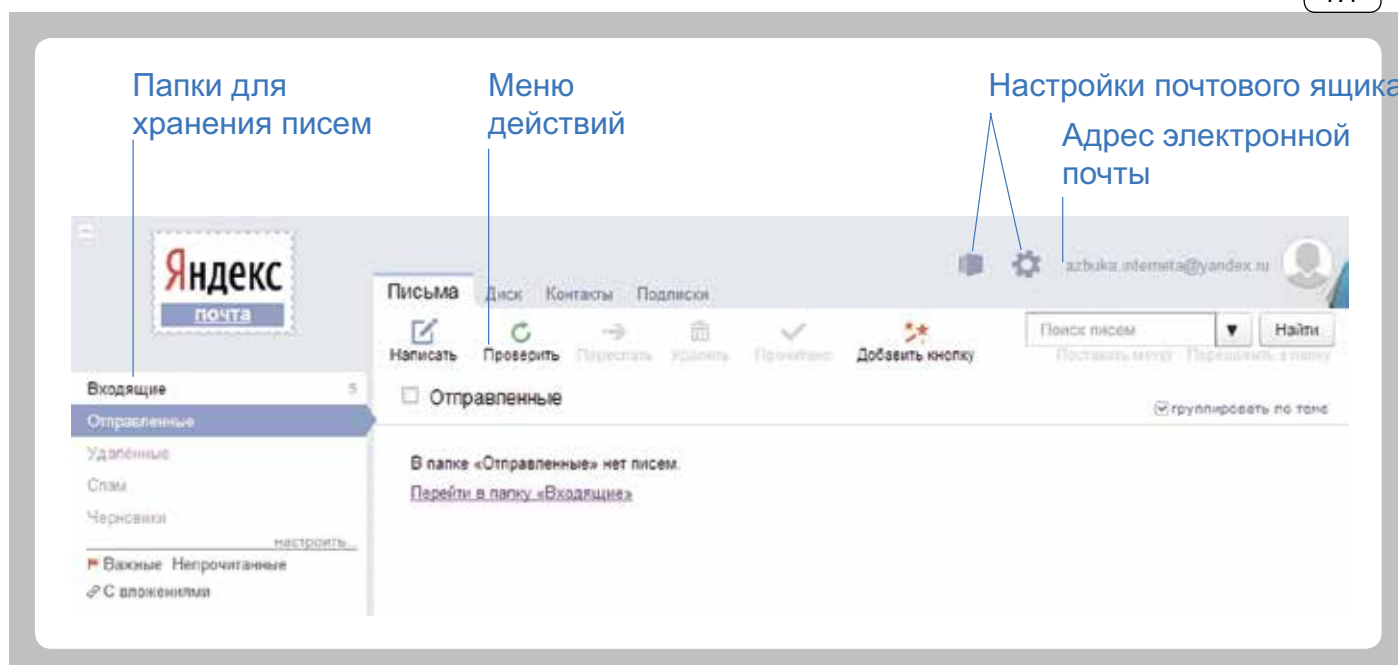 Папки для
хранения писем
Меню
действий
Настройки почтового ящика
Адрес электронной
почты
Яндекс
почта
azbuka.interneta@yandex.ru
Письма Диск Контакты Подписки
Написать Проверить Переслать Удалить Прочитано Добавить кнопку
Поиск писем ▼ Найти
Поставить метку Переложить в папку
Входящие 5
Отправленные
Удалённые
Спам
Черновики
настроить...
Важные Непрочитанные
С вложениями
Отправленные
группировать по теме
В папке «Отправленные» нет писем.
Перейти в папку «Входящие»